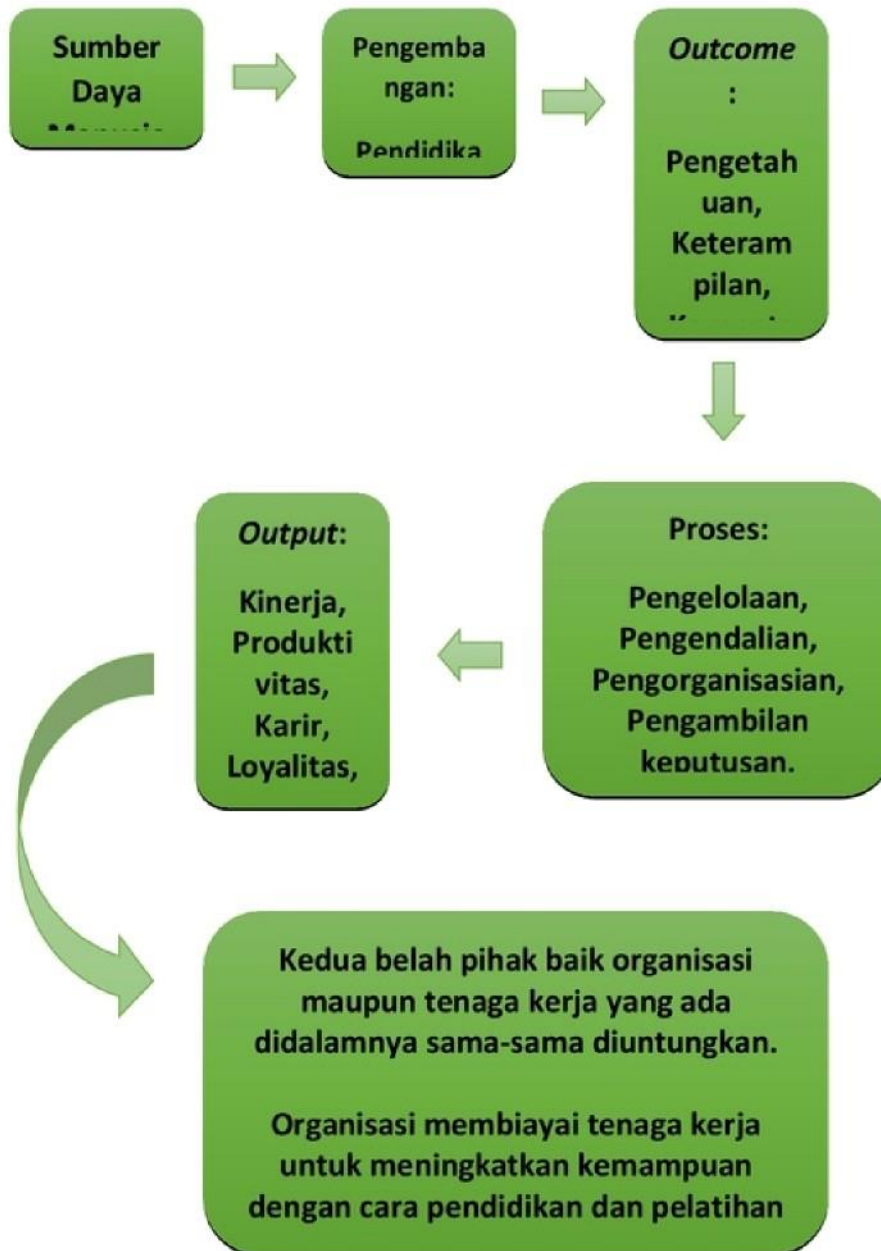 Sumber
Daya
Pengemba
ngan:
Pendidika
Outcome
:
Pengetah
uan,
Keteram
pilan,
Proses:
Pengelolaan,
Pengendalian,
Pengorganisasian,
Pengambilan
keputusan.
Output:
Kinerja,
Produkti
vitas,
Karir,
Loyalitas,
Kedua belah pihak baik organisasi
maupun tenaga kerja yang ada
didalamnya sama-sama diuntungkan.
Organisasi membiayai tenaga kerja
untuk meningkatkan kemampuan
dengan cara pendidikan dan pelatihan